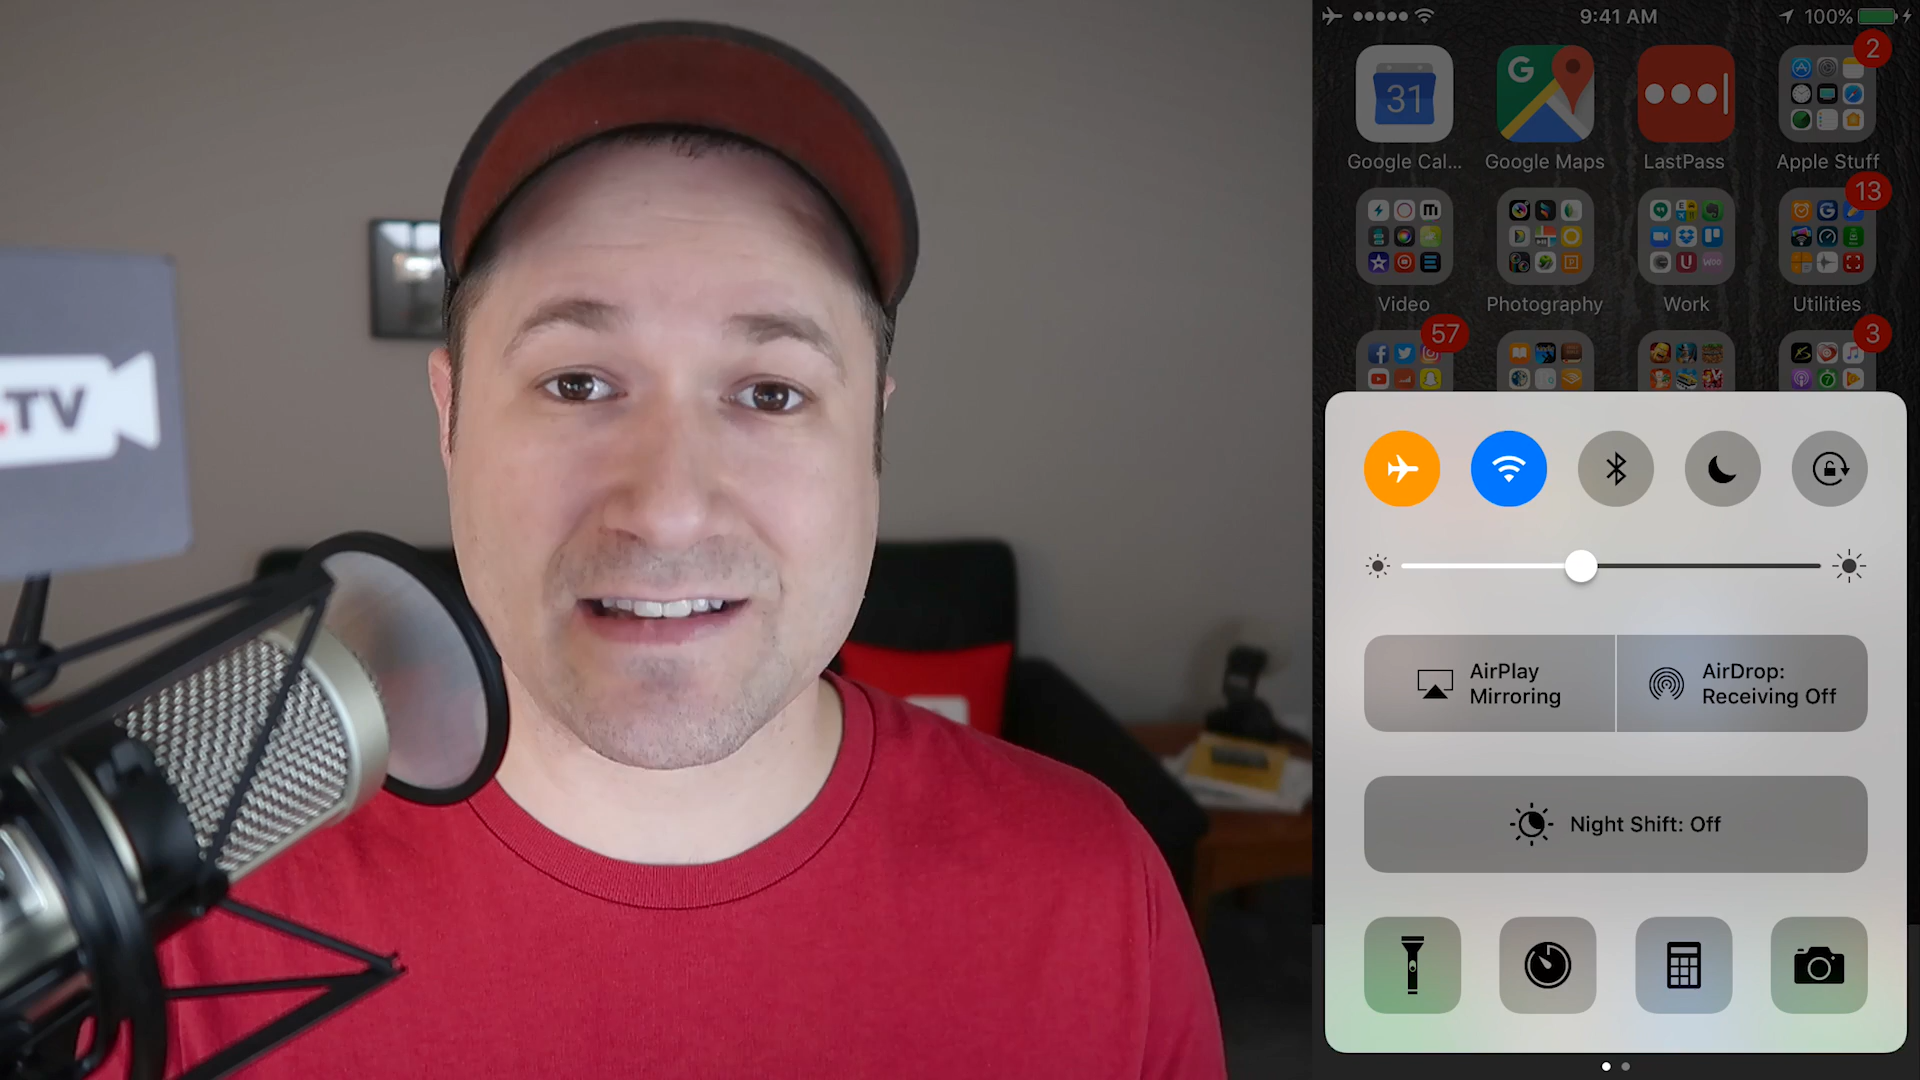 .TV
9:41 AM
100%
31
G
2
Google Cal...
Google Maps
LastPass
Apple Stuff
13
Video
Photography
Work
Utilities
57
3
AirPlay
Mirroring
AirDrop:
Receiving Off
Night Shift: Off